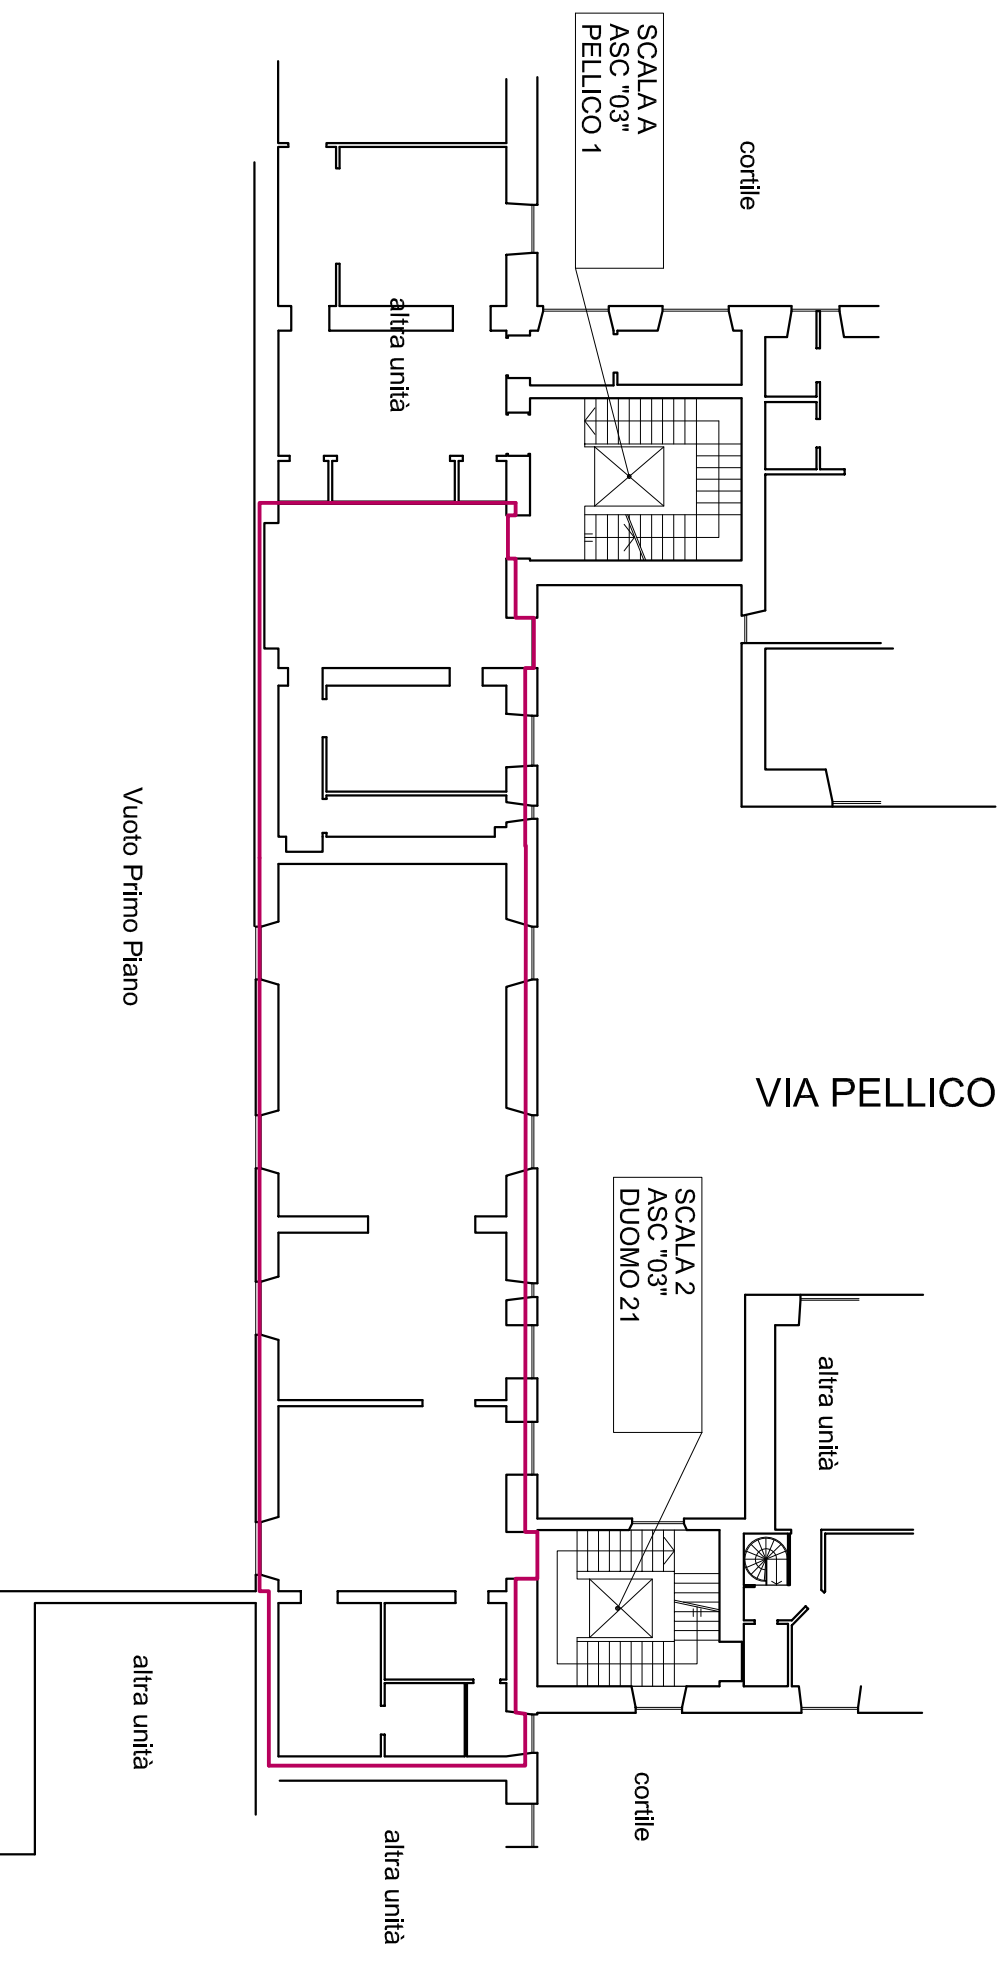 SCALA A
ASC "03"
PELLICO 1
cortile
altra unità
Vuoto Primo Piano
VIA PELLICO
SCALA 2
ASC "03"
DUOMO 21
altra unità
altra unità
cortile
altra unità